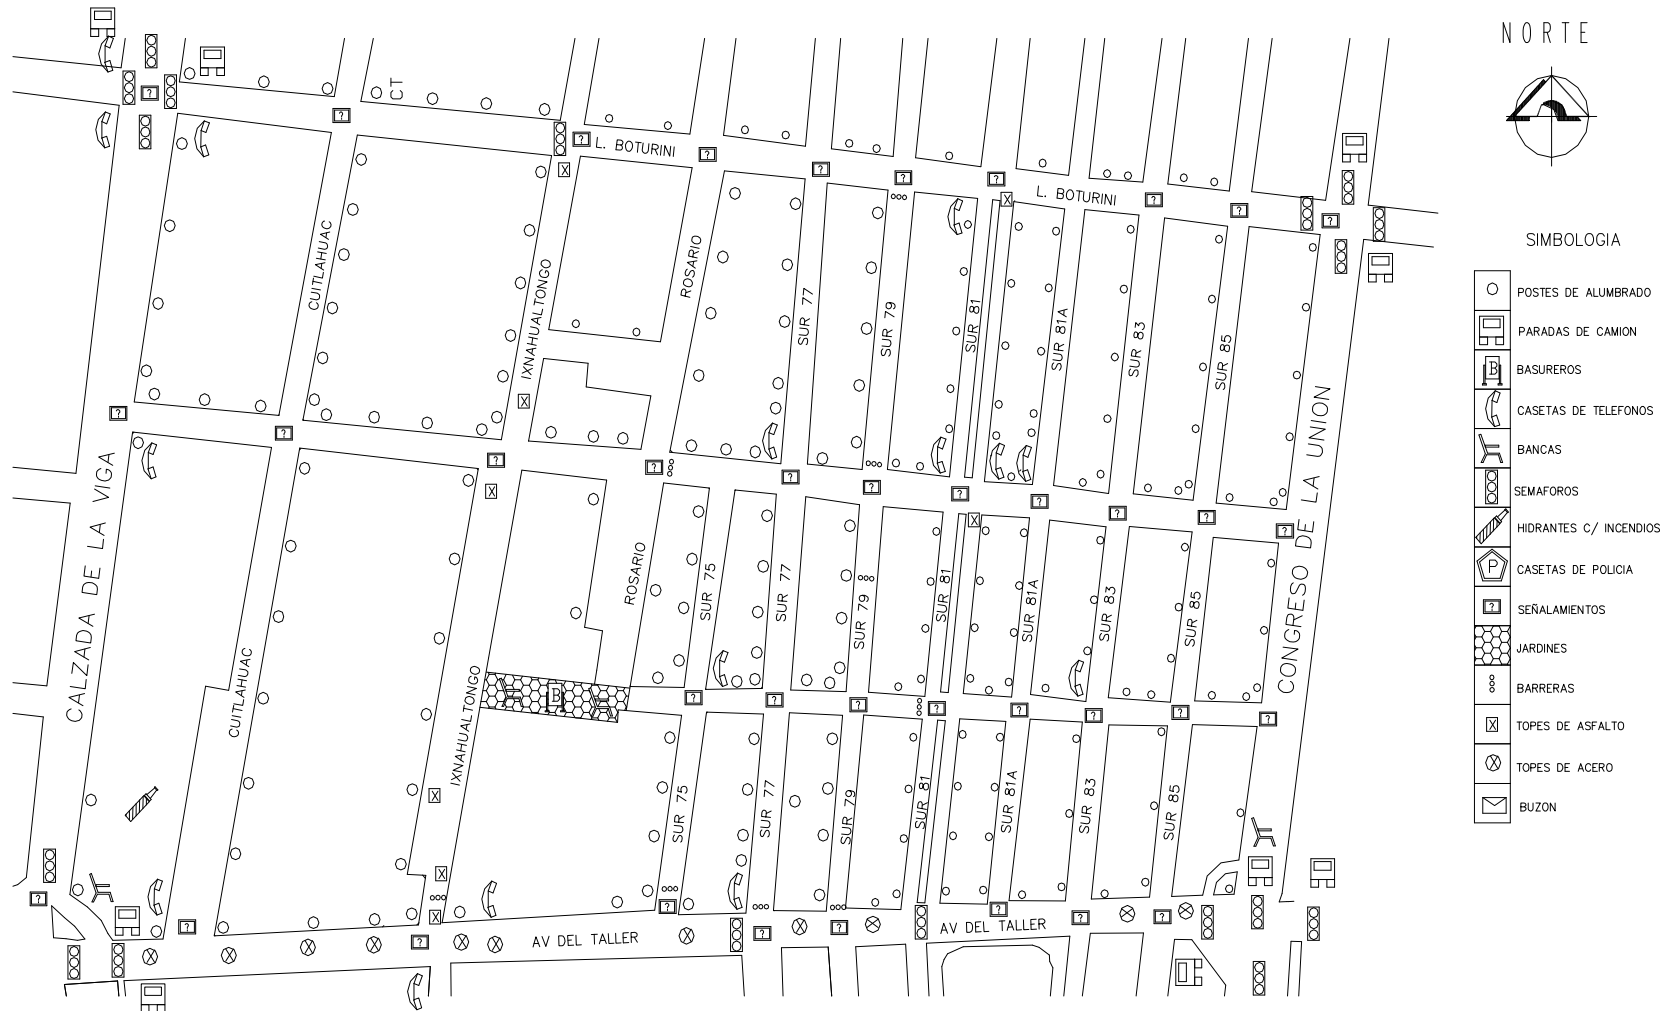 NORTE
CT
L. BOTURINI
L. BOTURINI
CUITLAHUAC
IXNAHUALTONGO
ROSARIO
SUR 77
SUR 79
SUR 81
SUR 81A
SUR 83
SUR 85
CALZADA DE LA VIGA
CONGRESO DE LA UNION
ROSARIO
SUR 75
SUR 77
SUR 79
SUR 81
SUR 81A
SUR 83
SUR 85
CUITLAHUAC
IXNAHUALTONGO
B
SUR 75
SUR 77
SUR 79
SUR 81
SUR 81A
SUR 83
SUR 85
AV DEL TALLER
AV DEL TALLER
SIMBOLOGIA
POSTES DE ALUMBRADO
PARADAS DE CAMION
B BASUREROS
CASETAS DE TELEFONOS
BANCAS
SEMAFOROS
HIDRANTES C/ INCENDIOS
P CASETAS DE POLICIA
? SEÑALAMIENTOS
JARDINES
BARRERAS
X TOPES DE ASFALTO
TOPES DE ACERO
BUZON